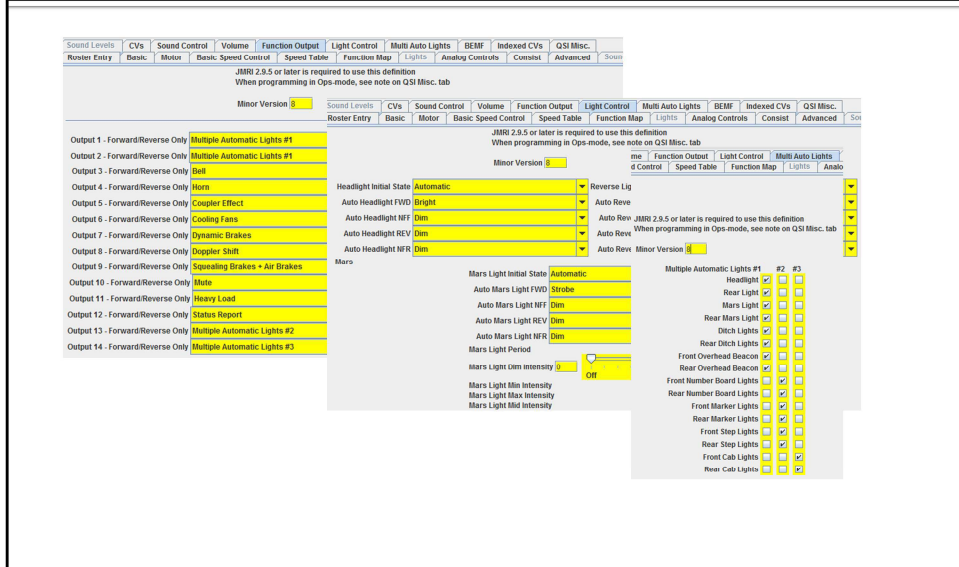 Sound Levels CVs Sound Control Volume Function Output Light Control Multi Auto Lights BEMF Indexed CVs QSI Misc.
Roster Entry Basic Motor Basic Speed Control Speed Table Function Map Lights Analog Controls Consist Advanced Soun
JMRI 2.9.5 or later is required to use this definition
When programming in Ops-mode, see note on QSI Misc. tab
Minor Version 8
Output 1 - Forward/Reverse Only Multiple Automatic Lights #1
Output 2 - Forward/Reverse Only Multiple Automatic Lights #1
Output 3 - Forward/Reverse Only Bell
Output 4 - Forward/Reverse Only Horn
Output 5 - Forward/Reverse Only Coupler Effect
Output 6 - Forward/Reverse Only Cooling Fans
Output 7 - Forward/Reverse Only Dynamic Brakes
Output 8 - Forward/Reverse Only Doppler Shift
Output 9 - Forward/Reverse Only Squealing Brakes + Air Brakes
Output 10 - Forward/Reverse Only Mute
Output 11 - Forward/Reverse Only Heavy Load
Output 12 - Forward/Reverse Only Status Report
Output 13 - Forward/Reverse Only Multiple Automatic Lights #2
Output 14 - Forward/Reverse Only Multiple Automatic Lights #3
Sound Levels CVs Sound Control Volume Function Output Light Control Multi Auto Lights BEMF Indexed CVs QSI Misc.
Roster Entry Basic Motor Basic Speed Control Speed Table Function Map Lights Analog Controls Consist Advanced Sou
JMRI 2.9.5 or later is required to use this definition
When programming in Ops-mode, see note on QSI Misc. tab
Minor Version 8
Headlight Initial State Automatic Reverse Lig
Auto Headlight FWD Bright Auto Reve
Auto Headlight NFF Dim Auto Rev
Auto Headlight REV Dim Auto Reve
Auto Headlight NFR Dim Auto Reve
Mars
Mars Light Initial State Automatic
Auto Mars Light FWD Strobe
Auto Mars Light NFF Dim
Auto Mars Light REV Dim
Auto Mars Light NFR Dim
Mars Light Period
Mars Light Dim Intensity 0
Off
Mars Light Min Intensity
Mars Light Max Intensity
Mars Light Mid Intensity
me Function Output Light Control Multi Auto Lights
d Control Speed Table Function Map Lights Analo
JMRI 2.9.5 or later is required to use this definition
When programming in Ops-mode, see note on QSI Misc. tab
Minor Version 8
Multiple Automatic Lights #1 #2 #3
Headlight
Rear Light
Mars Light
Rear Mars Light
Ditch Lights
Rear Ditch Lights
Front Overhead Beacon
Rear Overhead Beacon
Front Number Board Lights
Rear Number Board Lights
Front Marker Lights
Rear Marker Lights
Front Step Lights
Rear Step Lights
Front Cab Lights
Rear Cab Lights